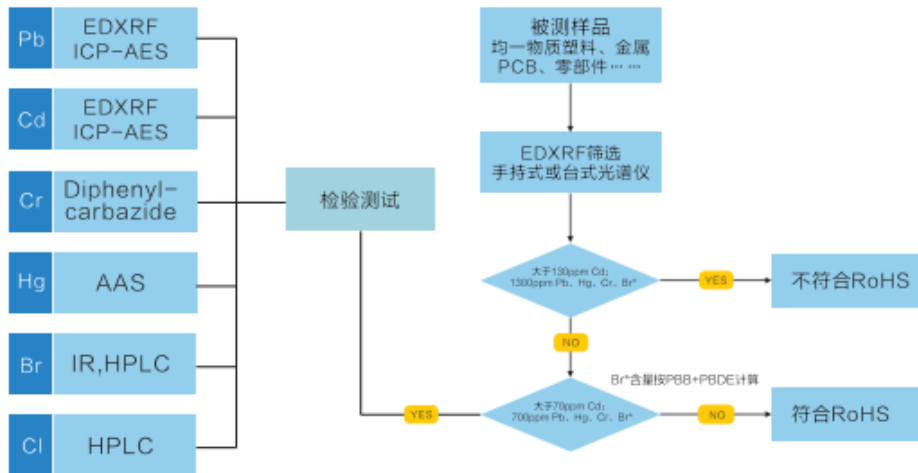 Pb
EDXRF
ICP-AES
Cd
EDXRF
ICP-AES
Cr
Diphenyl-
carbazide
Hg
AAS
Br
IR,HPLC
Cl
HPLC
检验测试
被测样品
均一物质塑料、金属
PCB、零部件……
EDXRF筛选
手持式或台式光谱仪
大于130ppm Cd;
1300ppm Pb、Hg、Cr、Br*
YES
不符合RoHS
NO
Br*含量按PBB+PBDE计算
大于70ppm Cd;
700ppm Pb、Hg、Cr、Br*
YES
NO
符合RoHS